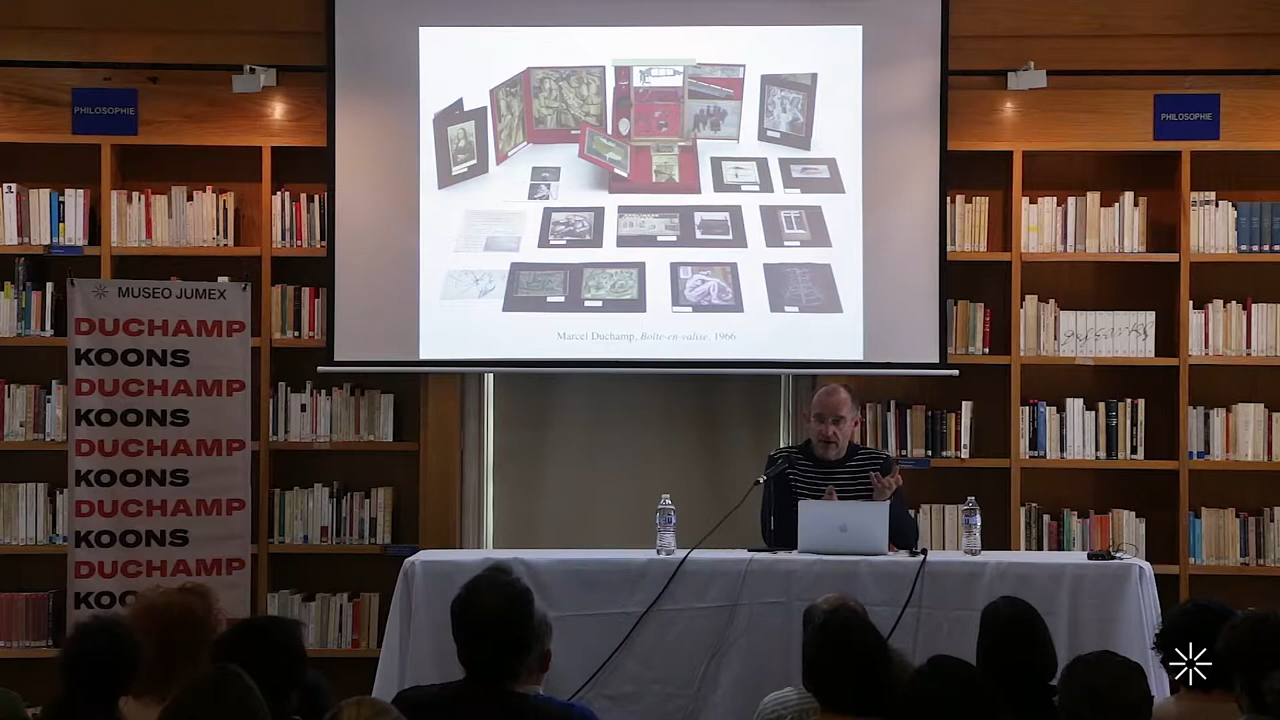 PHILOSOPHIE
PHILOSOPHIE
MUSEO JUMEX
DUCHAMP
KOONS
DUCHAMP
KOONS
DUCHAMP
KOONS
DUCHAMP
KOONS
DUCHAMP
KOO
Marcel Duchamp, Boîte-en-valise, 1966